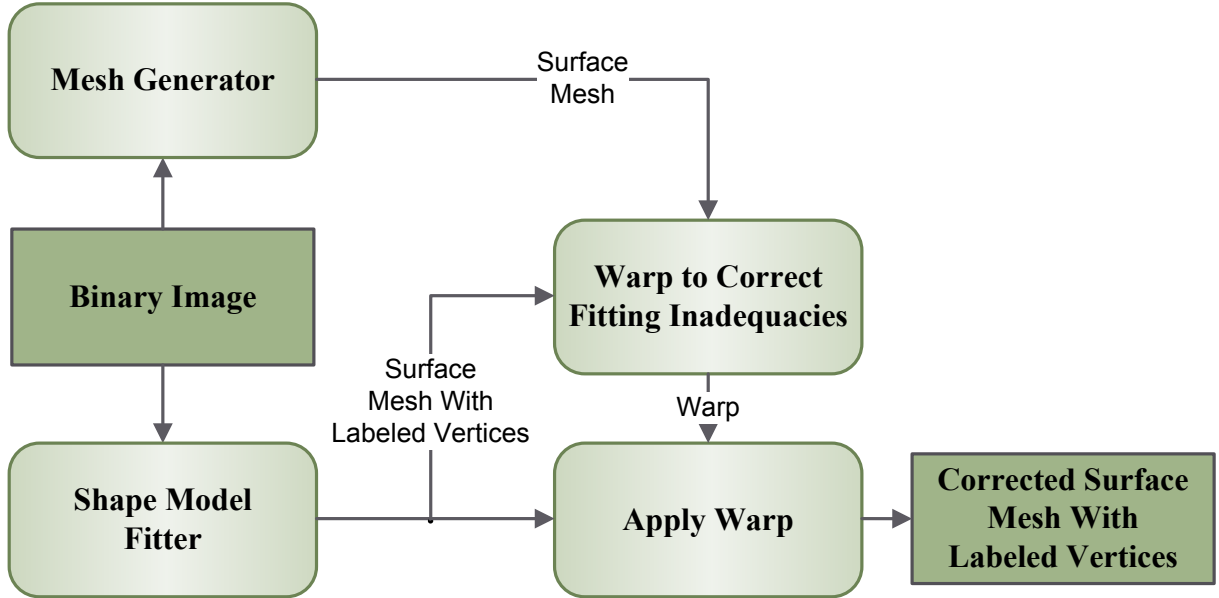 Mesh Generator
Surface
Mesh
Binary Image
Warp to Correct
Fitting Inadequacies
Surface
Mesh With
Labeled Vertices
Warp
Shape Model
Fitter
Apply Warp
Corrected Surface
Mesh With
Labeled Vertices